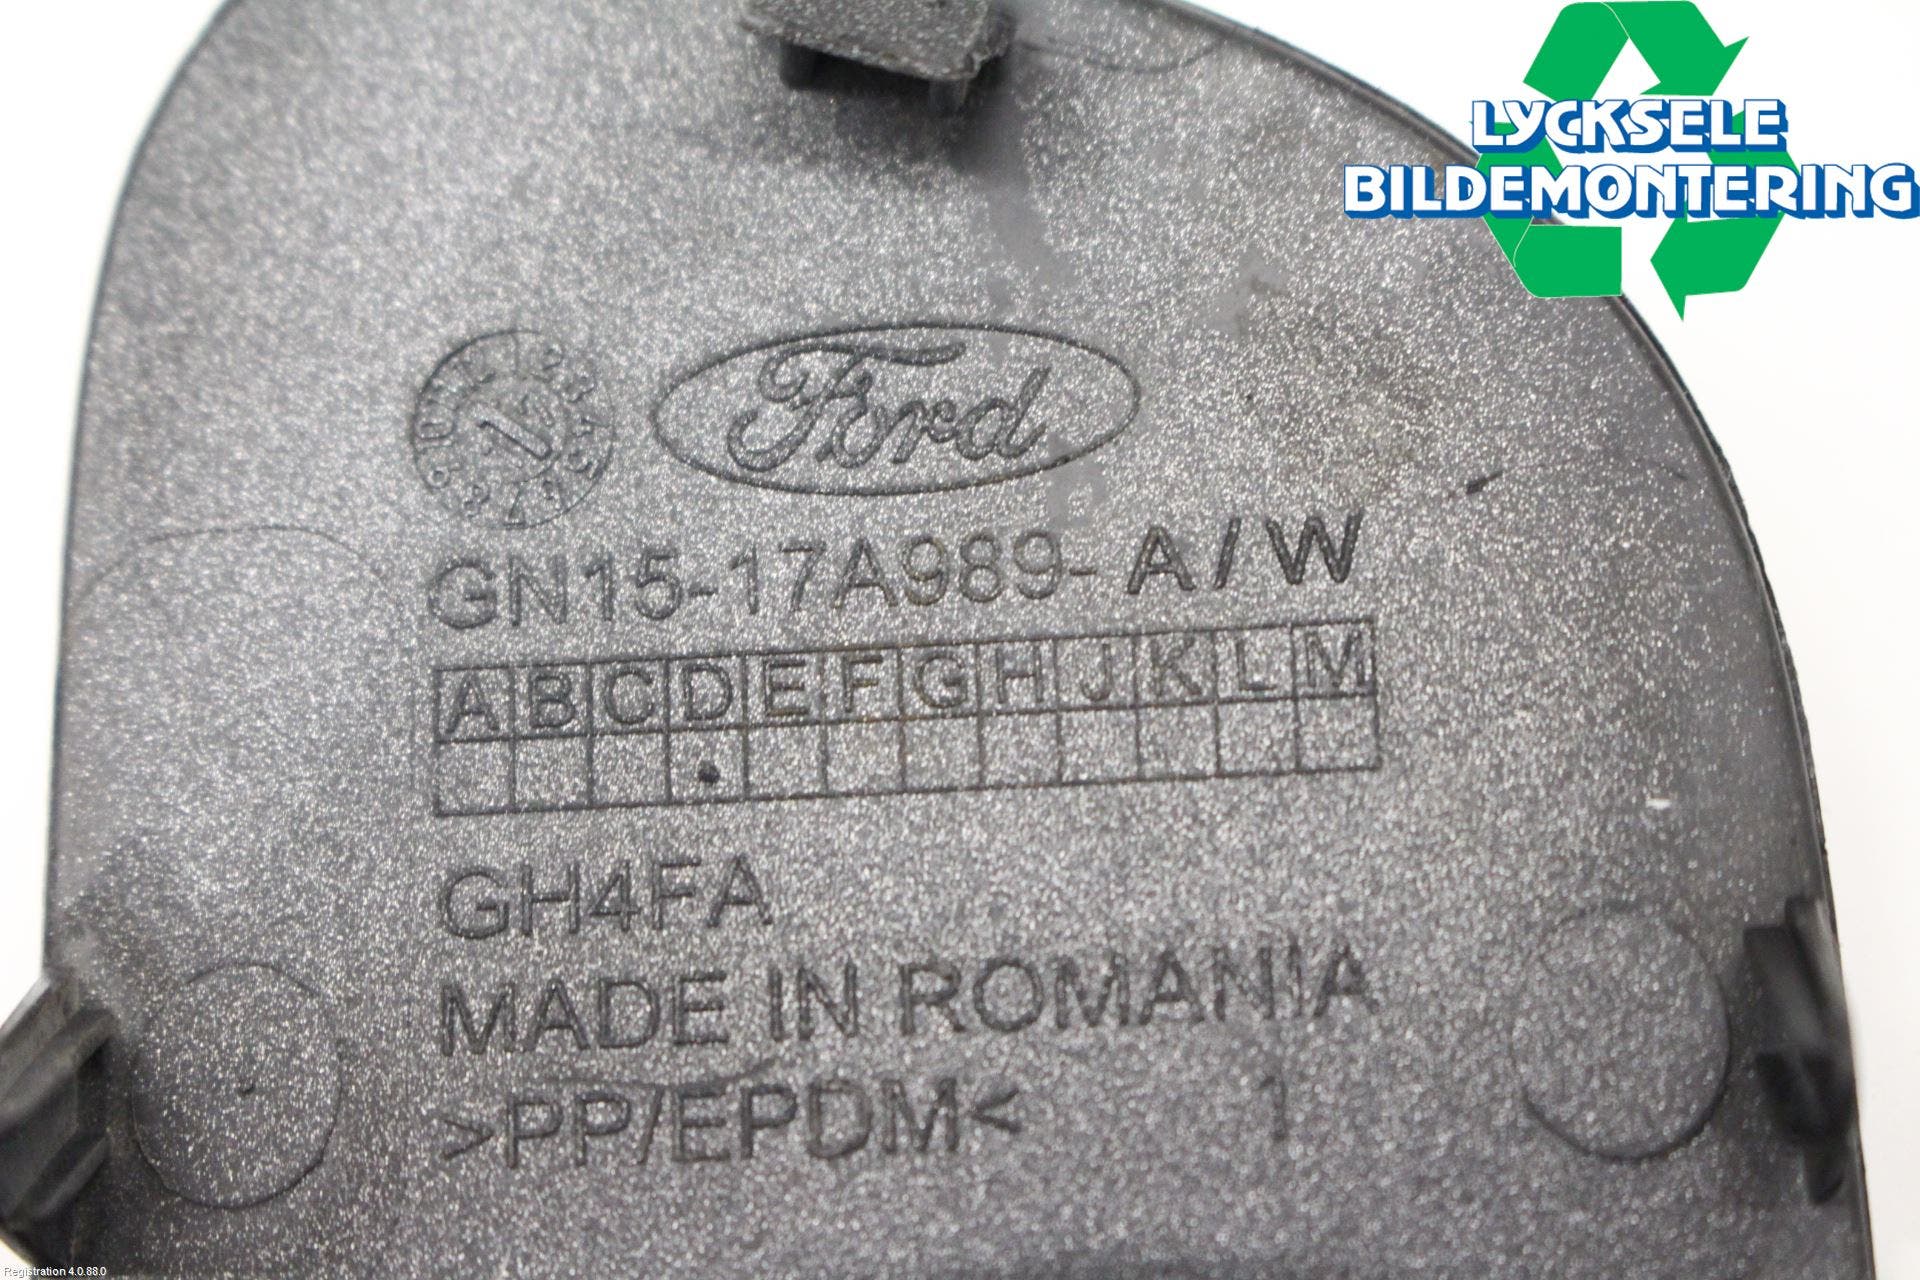 LYCKSELE
BILDEMONTERING
Ford
GN15-17A989- A / W
A B C D E F G H J K L M
GH4FA
MADE IN ROMANIA
>PP/EPDM< 1
Registration 4.0.88.0